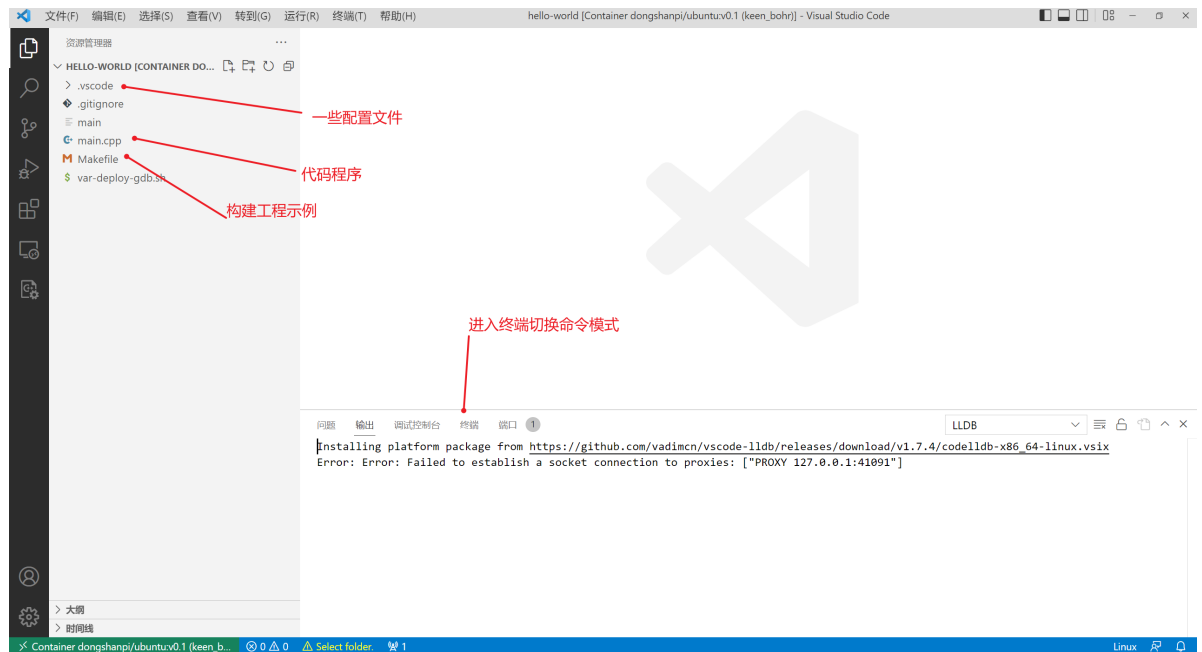 文件(F) 编辑(E) 选择(S) 查看(V) 转到(G) 运行(R) 终端(T) 帮助(H) hello-world [Container dongshanpi/ubuntu:v0.1 (keen_bohr)] - Visual Studio Code
资源管理器
HELLO-WORLD [CONTAINER DO...
.vscode
.gitignore
main
main.cpp
Makefile
var-deploy-gdb.sh
一些配置文件
代码程序
构建工程示例
进入终端切换命令模式
问题 输出 调试控制台 终端 端口 1 LLDB
Installing platform package from https://github.com/vadimcn/vscode-lldb/releases/download/v1.7.4/codelldb-x86_64-linux.vsix
Error: Error: Failed to establish a socket connection to proxies: ["PROXY 127.0.0.1:41091"]
大纲
时间线
Container dongshanpi/ubuntu:v0.1 (keen_b... 0 0 Select folder. 1 Linux